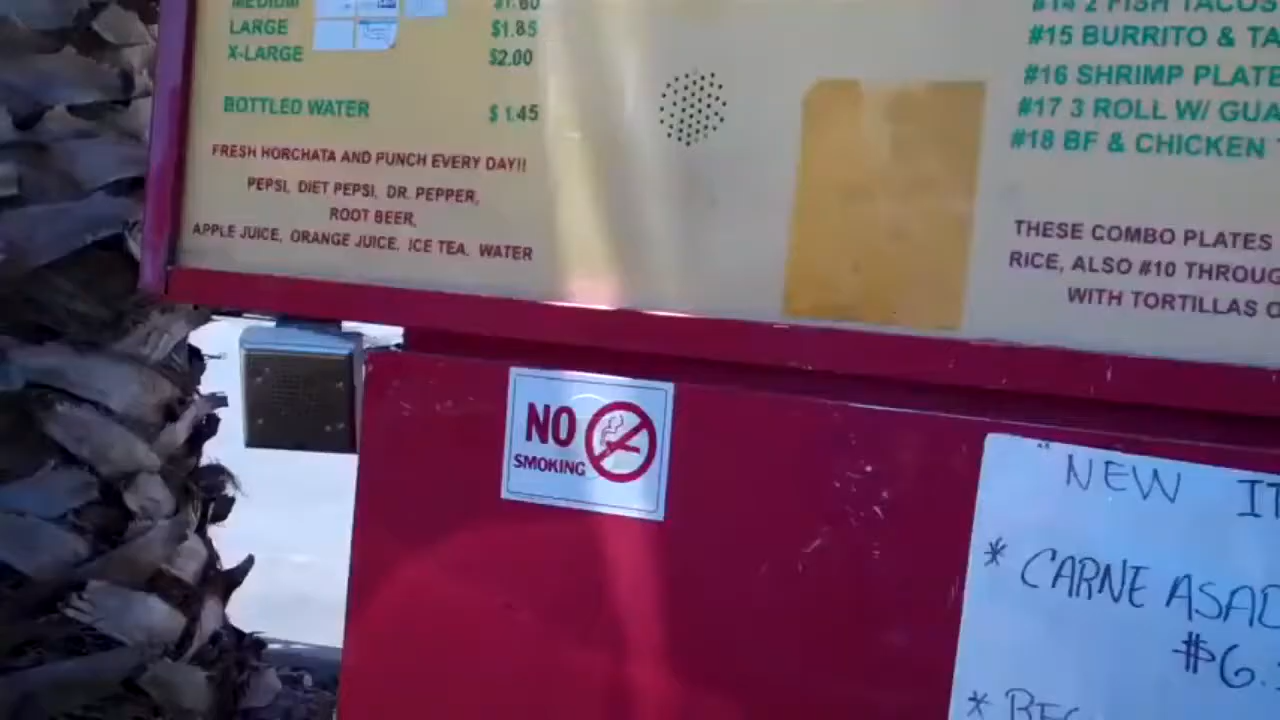 MEDIUM $1.60
LARGE $1.85
X-LARGE $2.00
BOTTLED WATER $1.45
FRESH HORCHATA AND PUNCH EVERY DAY!!
PEPSI, DIET PEPSI, DR. PEPPER,
ROOT BEER,
APPLE JUICE, ORANGE JUICE, ICE TEA, WATER
#14 2 FISH TACOS
#15 BURRITO & TA
#16 SHRIMP PLATE
#17 3 ROLL W/ GUA
#18 BF & CHICKEN
THESE COMBO PLATES
RICE, ALSO #10 THROUG
WITH TORTILLAS O
NO
SMOKING
NEW IT
* CARNE ASAD
$6.